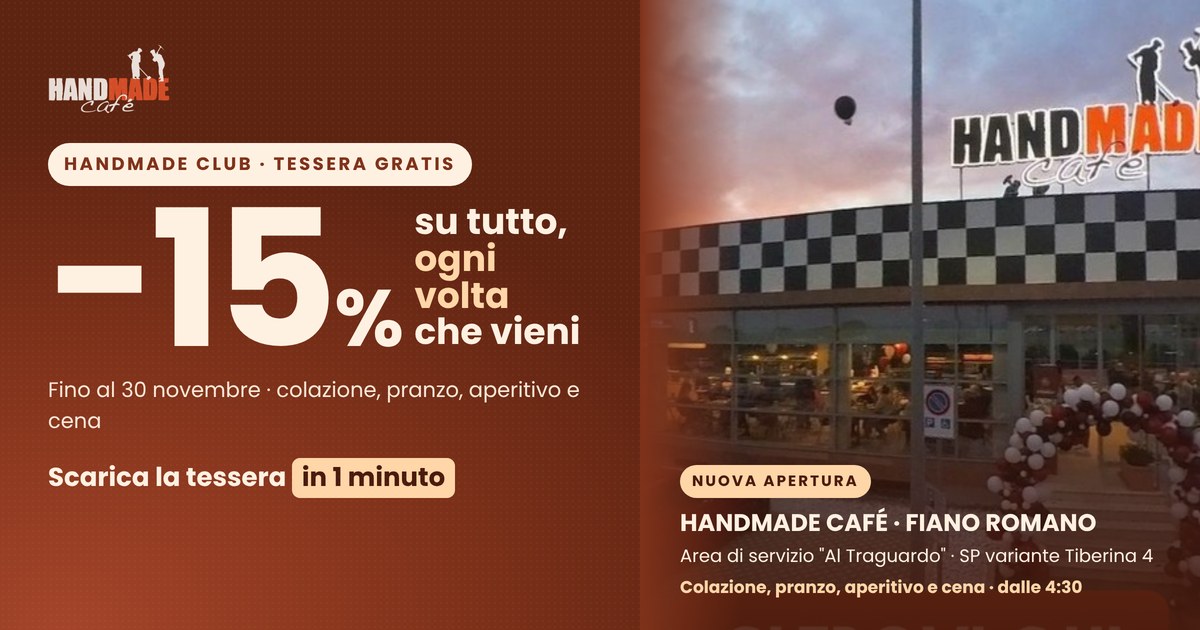 HANDMADE
café
HANDMADE CLUB · TESSERA GRATIS
–15%
su tutto,
ogni
volta
che vieni
Fino al 30 novembre · colazione, pranzo, aperitivo e
cena
Scarica la tessera in 1 minuto
HANDMAD
café
P
NUOVA APERTURA
HANDMADE CAFÉ · FIANO ROMANO
Area di servizio "Al Traguardo" · SP variante Tiberina 4
Colazione, pranzo, aperitivo e cena · dalle 4:30